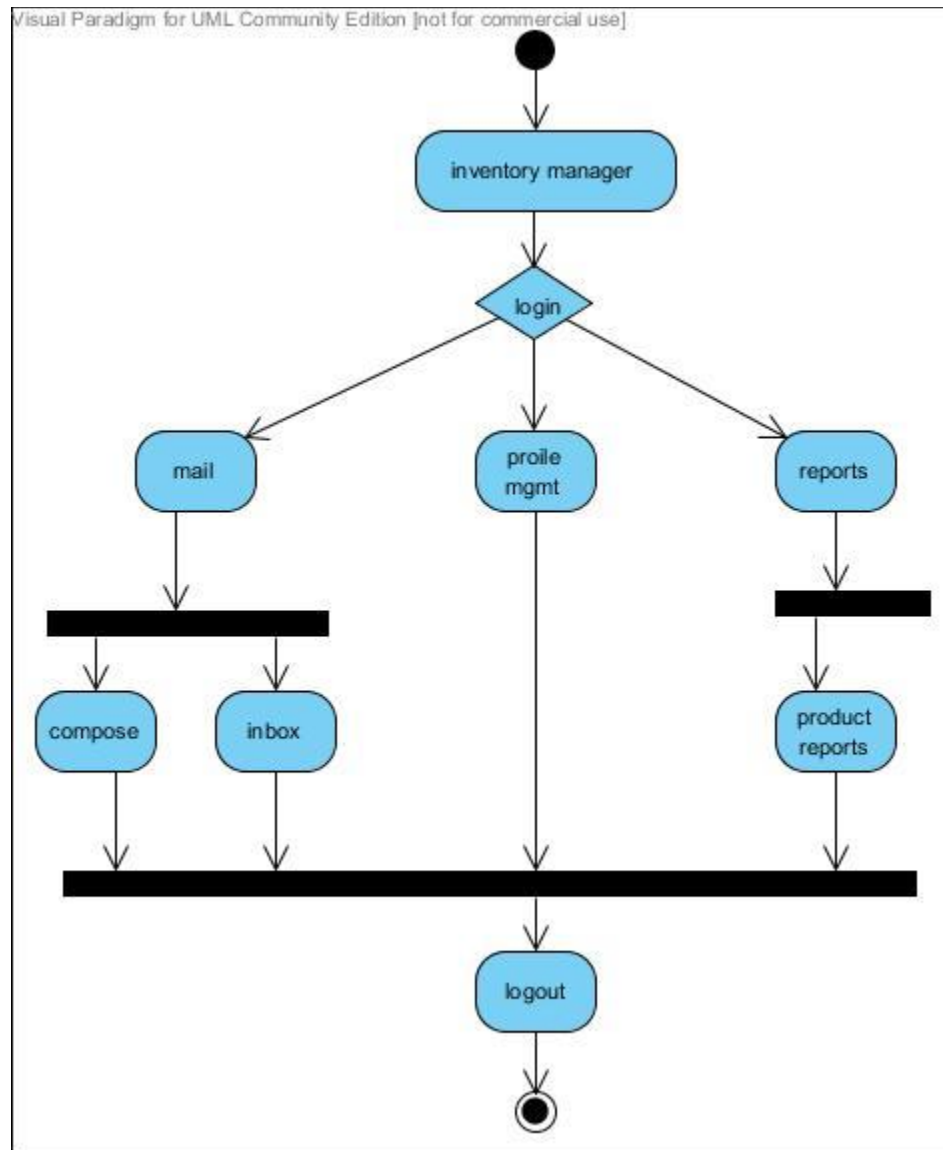 Visual Paradigm for UML Community Edition [not for commercial use]
inventory manager
login
mail
proile
mgmt
reports
compose
inbox
product
reports
logout